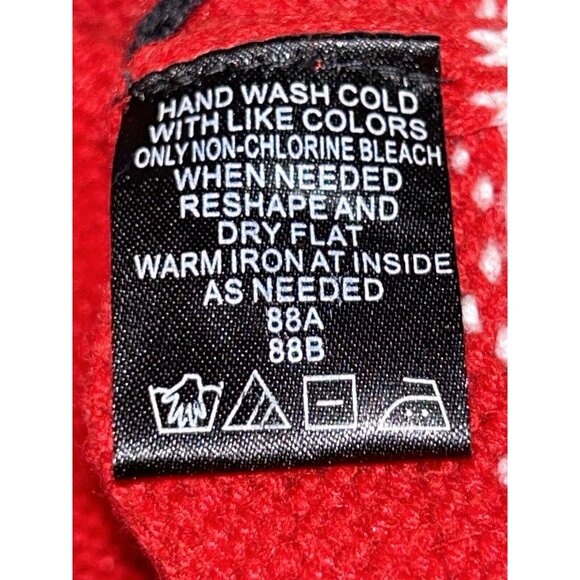 HAND WASH COLD
WITH LIKE COLORS
ONLY NON-CHLORINE BLEACH
WHEN NEEDED
RESHAPE AND
DRY FLAT
WARM IRON AT INSIDE
AS NEEDED
88A
88B